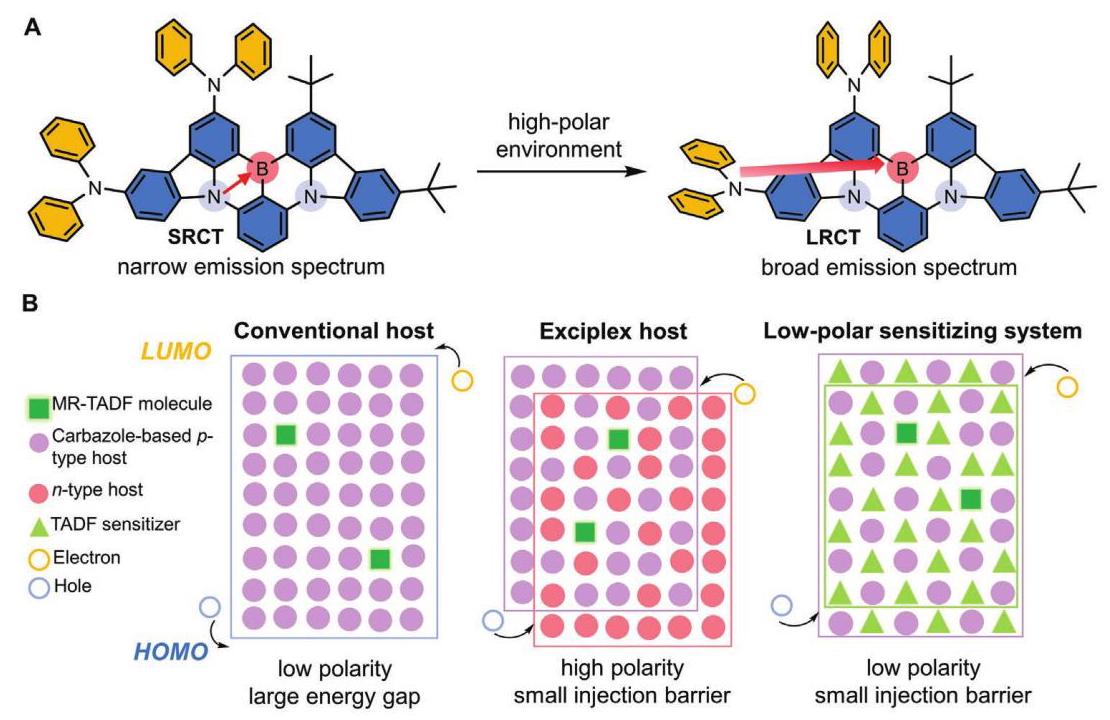 A
N
N
B
N
N
SRCT
narrow emission spectrum
high-polar
environment
N
N
B
N
N
LRCT
broad emission spectrum
B
LUMO
HOMO
MR-TADF molecule
Carbazole-based p-
type host
n-type host
TADF sensitizer
Electron
Hole
Conventional host
low polarity
large energy gap
Exciplex host
high polarity
small injection barrier
Low-polar sensitizing system
low polarity
small injection barrier